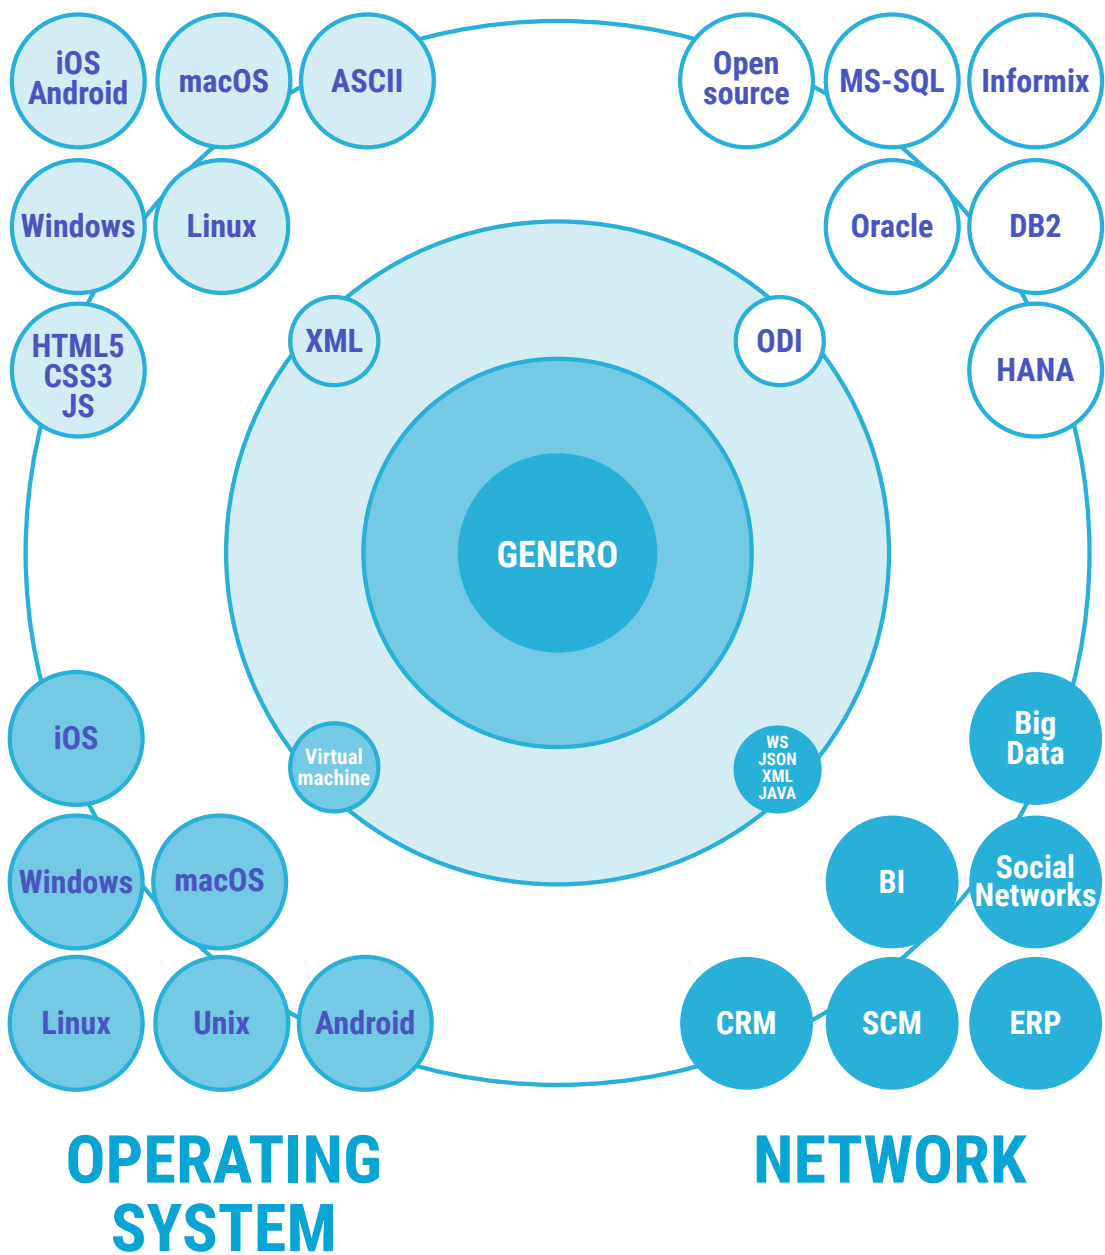 iOS
Android
macOS
ASCII
Windows
Linux
HTML5
CSS3
JS
Open
source
MS-SQL
Informix
Oracle
DB2
HANA
XML
ODI
GENERO
Virtual
machine
WS
JSON
XML
JAVA
iOS
Windows
macOS
Linux
Unix
Android
Big
Data
BI
Social
Networks
CRM
SCM
ERP
OPERATING
SYSTEM
NETWORK